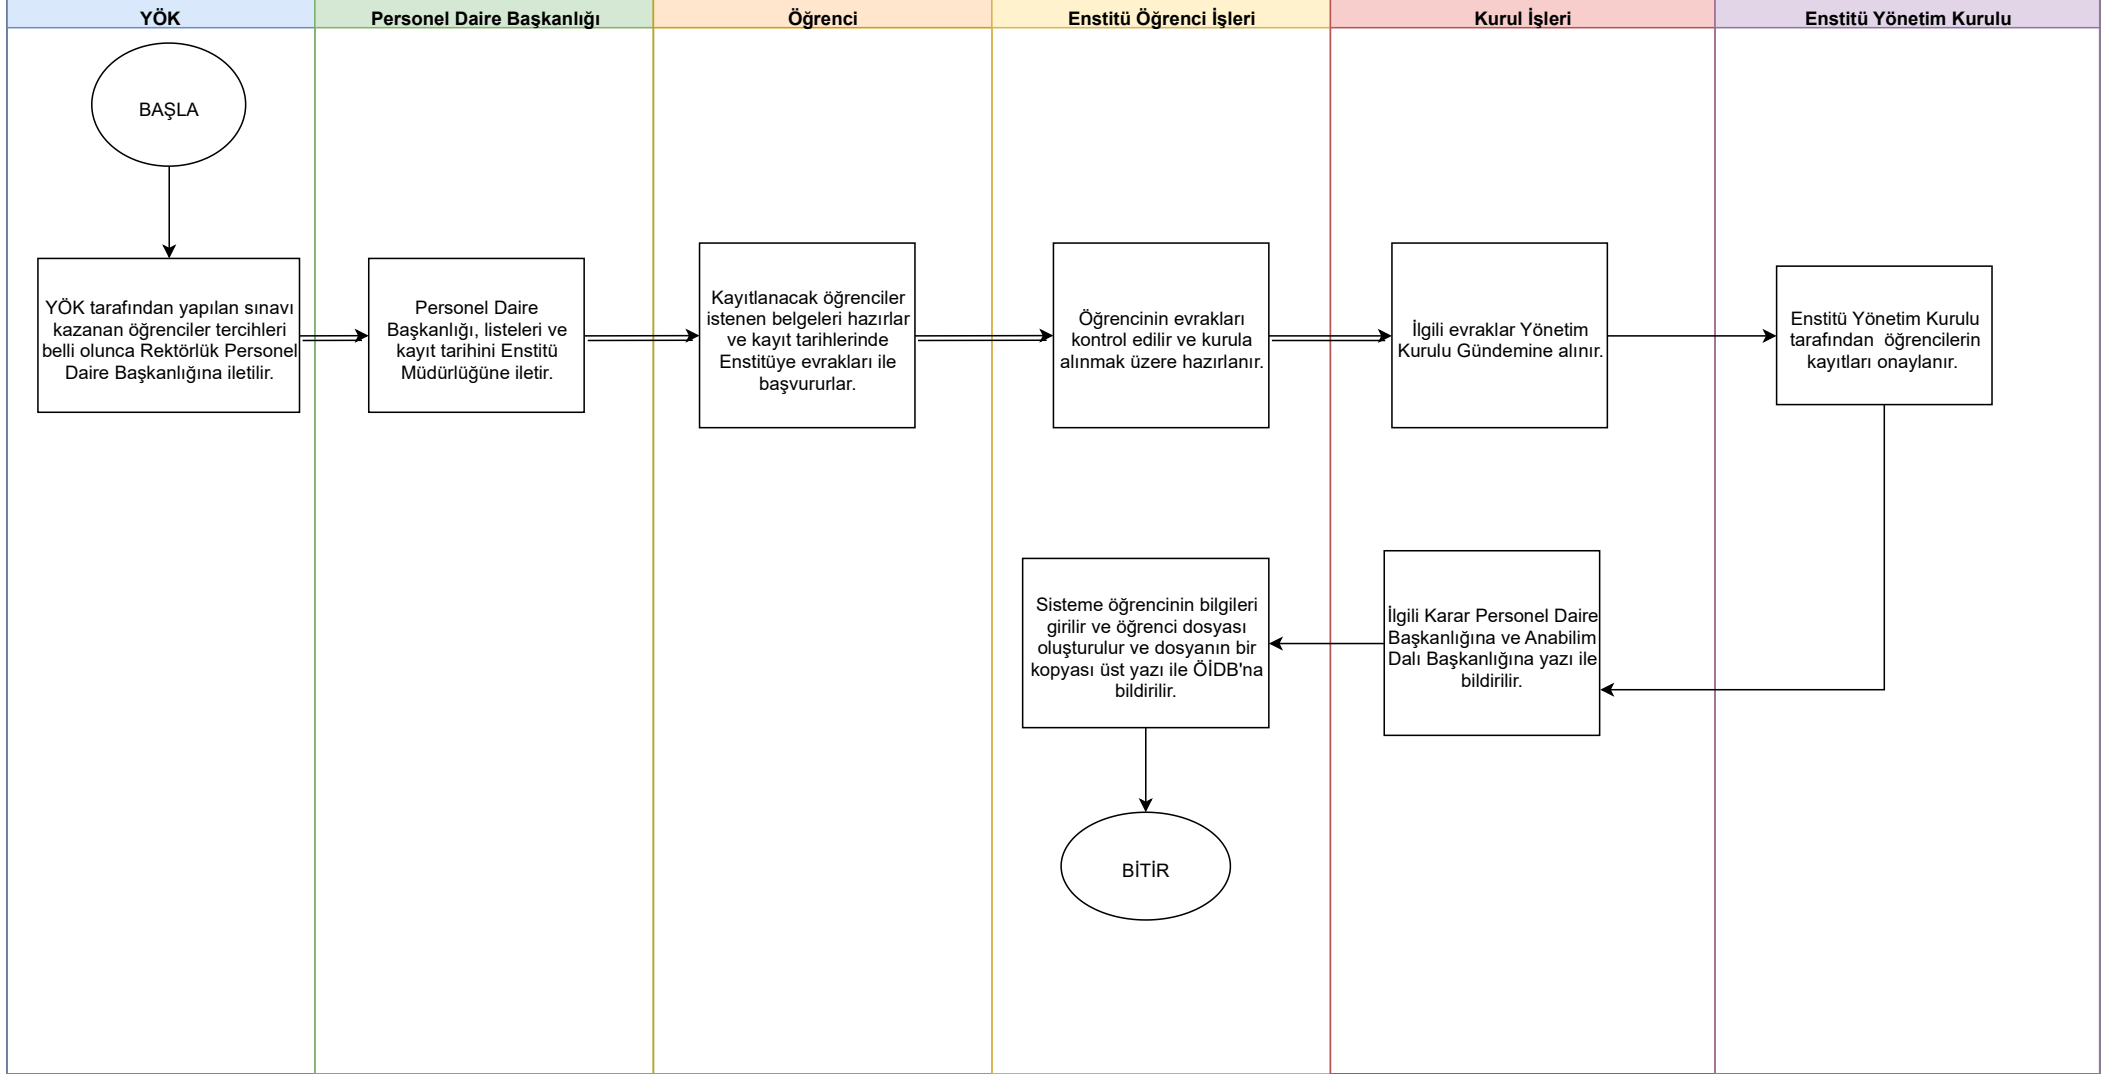 YÖK
Personel Daire Başkanlığı
Öğrenci
Enstitü Öğrenci İşleri
Kurul İşleri
Enstitü Yönetim Kurulu
BAŞLA
YÖK tarafından yapılan sınavı
kazanan öğrenciler tercihleri
belli olunca Rektörlük Personel
Daire Başkanlığına iletilir.
Personel Daire
Başkanlığı, listeleri ve
kayıt tarihini Enstitü
Müdürlüğüne iletir.
Kayıtlanacak öğrenciler
istenen belgeleri hazırlar
ve kayıt tarihlerinde
Enstitüye evrakları ile
başvururlar.
Öğrencinin evrakları
kontrol edilir ve kurula
alınmak üzere hazırlanır.
İlgili evraklar Yönetim
Kurulu Gündemine alınır.
Enstitü Yönetim Kurulu
tarafından öğrencilerin
kayıtları onaylanır.
İlgili Karar Personel Daire
Başkanlığına ve Anabilim
Dalı Başkanlığına yazı ile
bildirilir.
Sisteme öğrencinin bilgileri
girilir ve öğrenci dosyası
oluşturulur ve dosyanın bir
kopyası üst yazı ile ÖİDB'na
bildirilir.
BİTİR